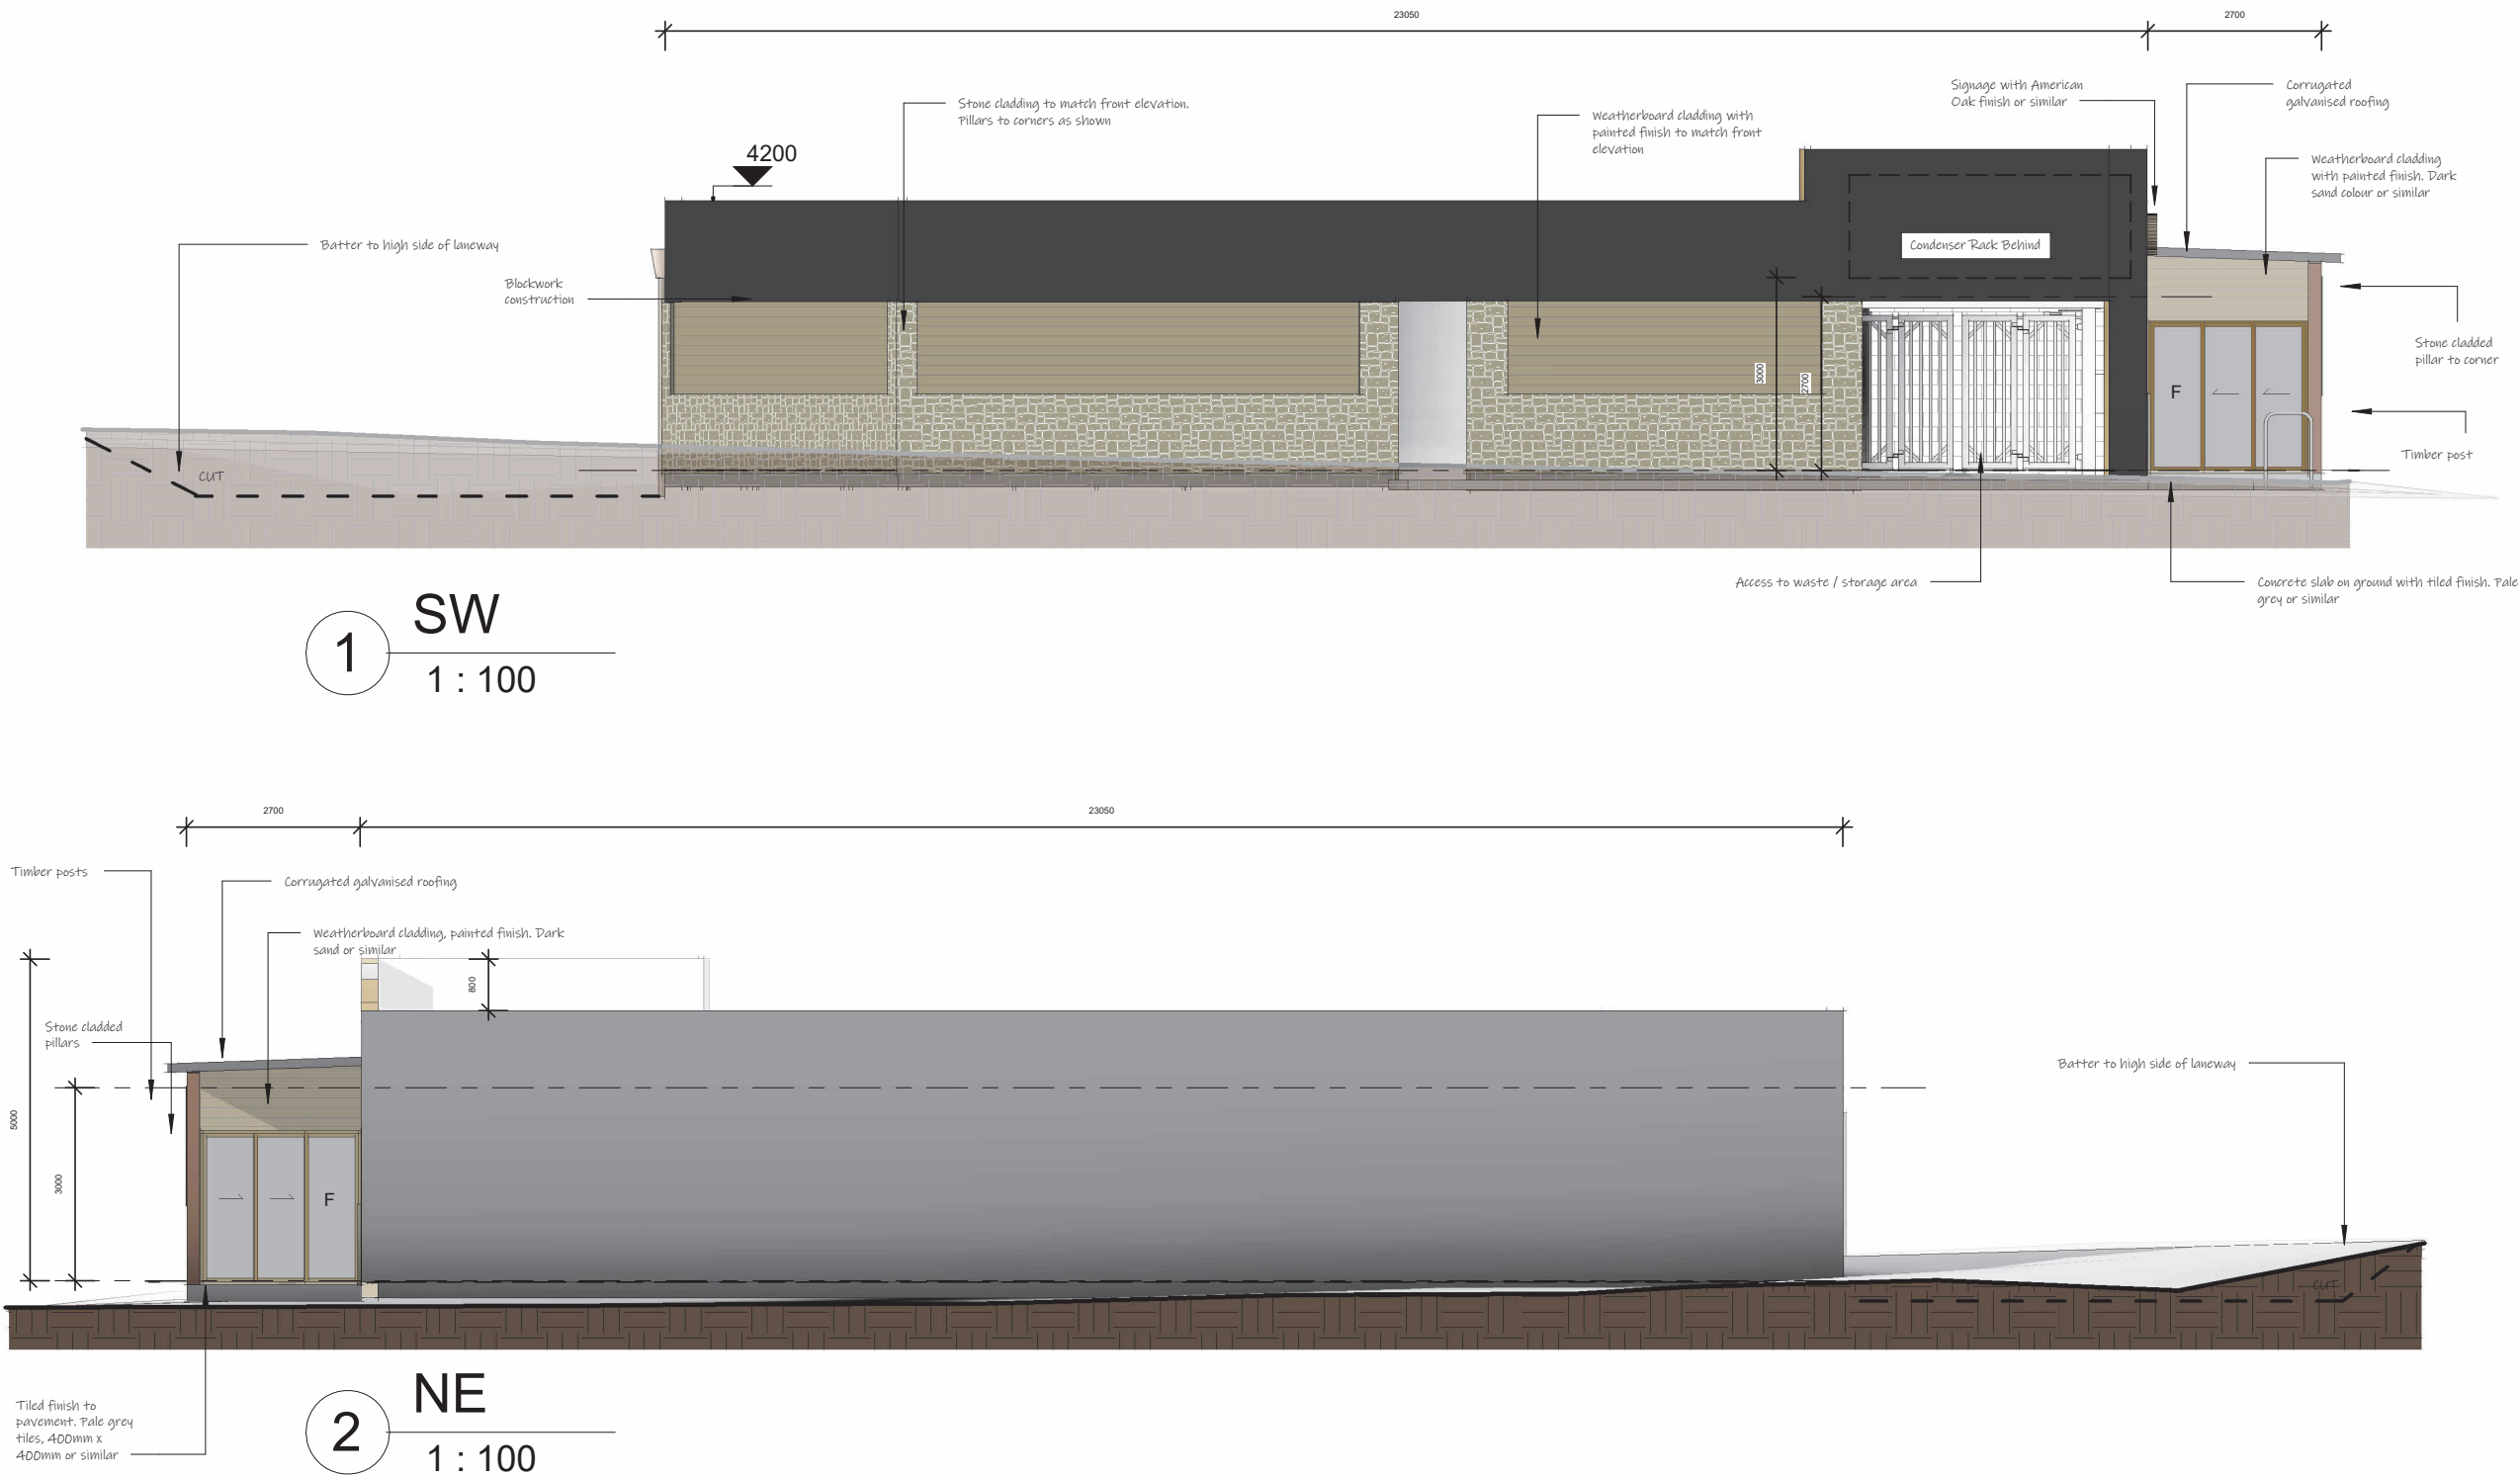 23050
2700
Signage with American
Oak finish or similar
Corrugated
galvanised roofing
Stone cladding to match front elevation.
Pillars to corners as shown
Weatherboard cladding with
painted finish to match front
elevation
4200
Weatherboard cladding
with painted finish. Dark
sand colour or similar
Batter to high side of laneway
Condenser Rack Behind
Blockwork
construction
Stone cladded
pillar to corner
3000
2700
F
Timber post
CUT
Access to waste / storage area
Concrete slab on ground with tiled finish. Pale
grey or similar
1
SW
1 : 100
2700
23050
Timber posts
Corrugated galvanised roofing
Weatherboard cladding, painted finish. Dark
sand or similar
800
Stone cladded
pillars
Batter to high side of laneway
5000
3000
F
CUT
Tiled finish to
pavement. Pale grey
tiles, 400mm x
400mm or similar
2
NE
1 : 100